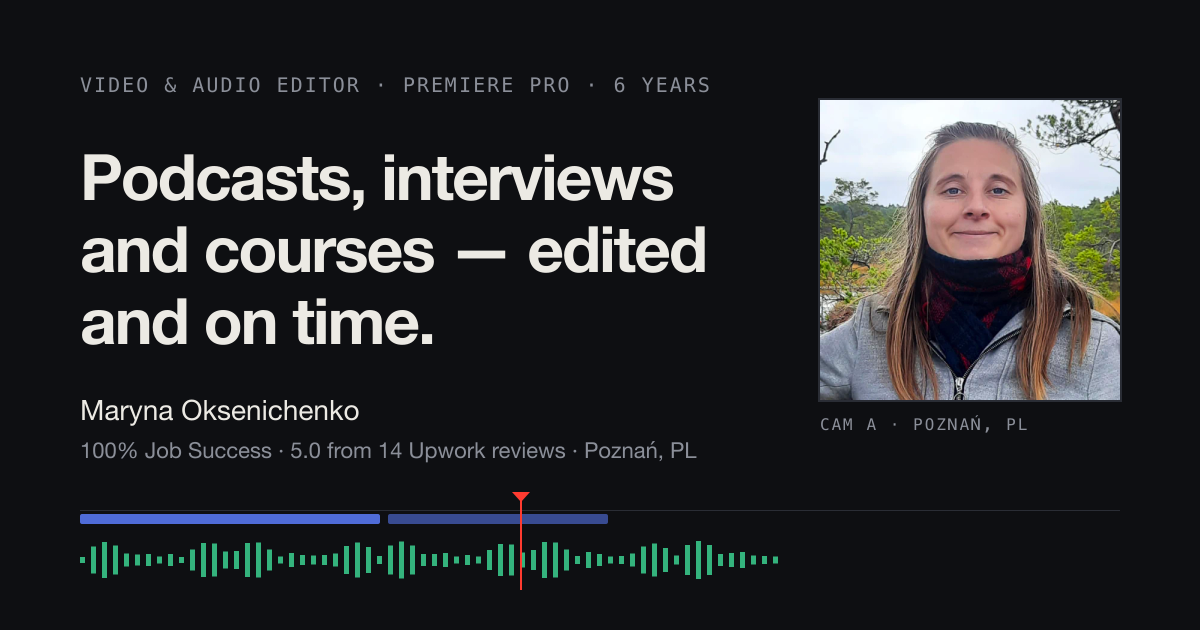 VIDEO & AUDIO EDITOR · PREMIERE PRO · 6 YEARS
Podcasts, interviews
and courses — edited
and on time.
Maryna Oksenichenko
100% Job Success · 5.0 from 14 Upwork reviews · Poznań, PL
CAM A · POZNAŃ, PL